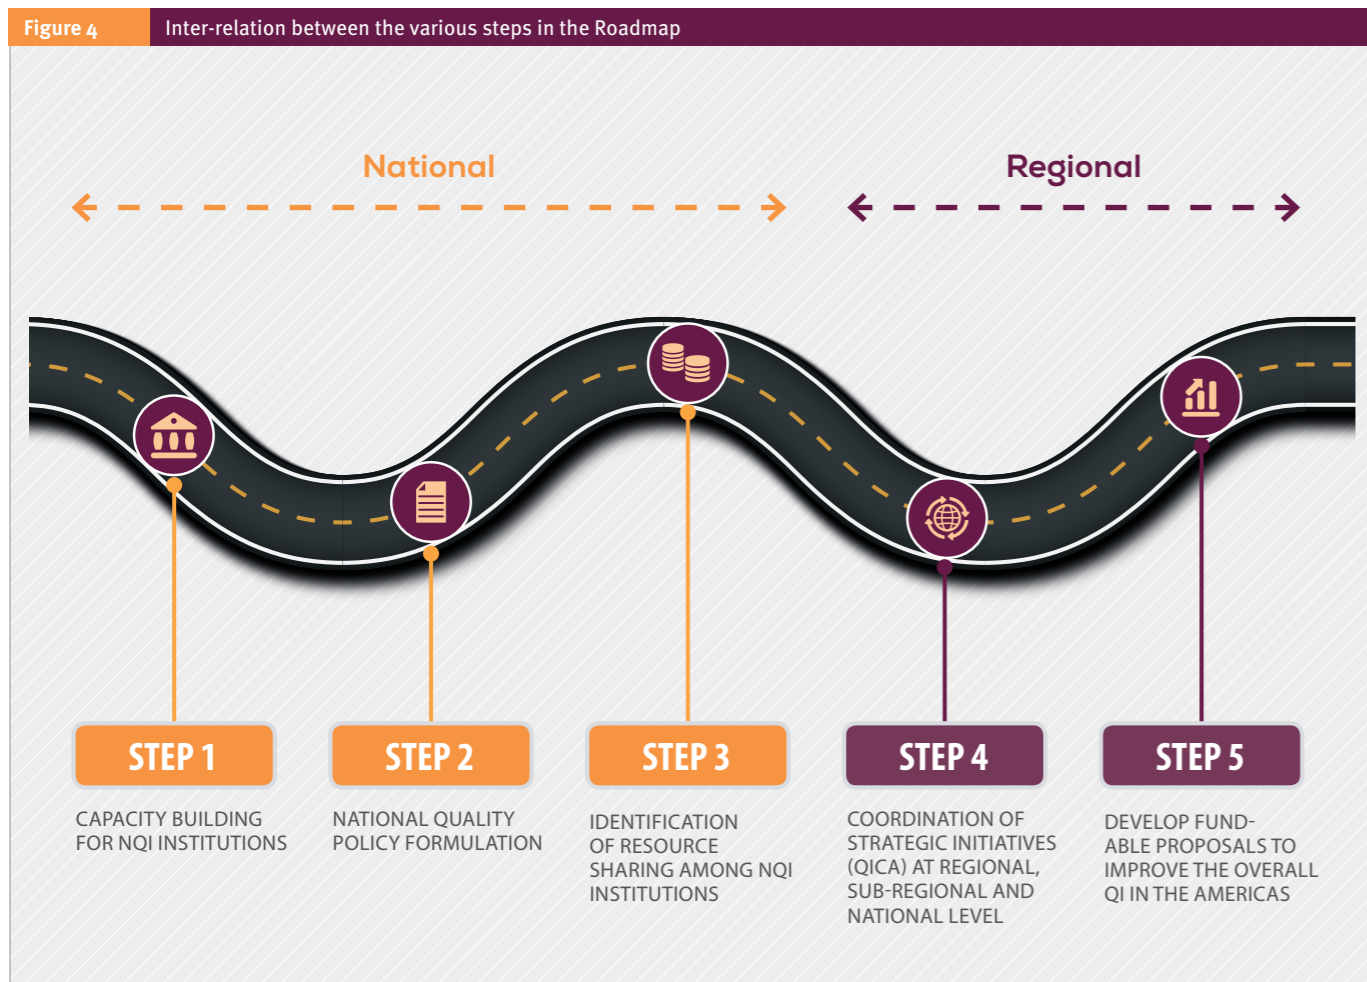 Figure 4
Inter-relation between the various steps in the Roadmap
National
Regional
STEP 1
CAPACITY BUILDING
FOR NQI INSTITUTIONS
STEP 2
NATIONAL QUALITY
POLICY FORMULATION
STEP 3
IDENTIFICATION
OF RESOURCE
SHARING AMONG NQI
INSTITUTIONS
STEP 4
COORDINATION OF
STRATEGIC INITIATIVES
(QICA) AT REGIONAL,
SUB-REGIONAL AND
NATIONAL LEVEL
STEP 5
DEVELOP FUND-
ABLE PROPOSALS TO
IMPROVE THE OVERALL
QI IN THE AMERICAS